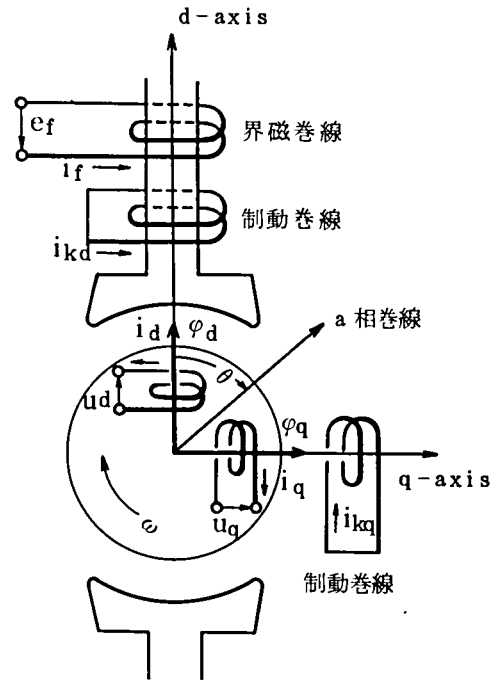 d-axis
e_f
界磁巻線
i_f
制動巻線
i_kd
i_d
φ_d
a 相巻線
θ
u_d
φ_q
q-axis
i_q
u_q
i_kq
ω
制動巻線